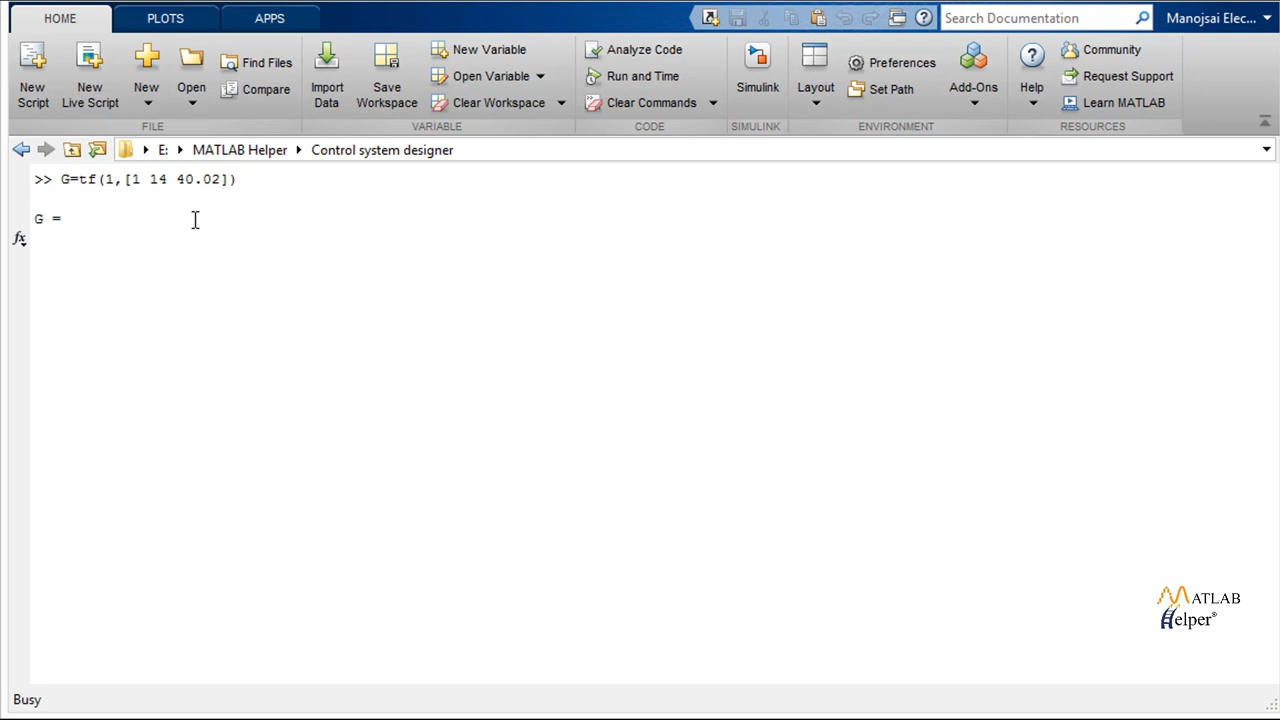 HOME PLOTS APPS Search Documentation Manojsai Elec...
New Script
New Live Script
New
Open
Find Files
Compare
FILE
Import Data
Save Workspace
New Variable
Open Variable
Clear Workspace
VARIABLE
Analyze Code
Run and Time
Clear Commands
CODE
Simulink
SIMULINK
Layout
Preferences
Set Path
Add-Ons
ENVIRONMENT
Help
Community
Request Support
Learn MATLAB
RESOURCES
E: MATLAB Helper Control system designer
>> G=tf(1,[1 14 40.02])
G =
fx
MATLAB
Helper®
Busy